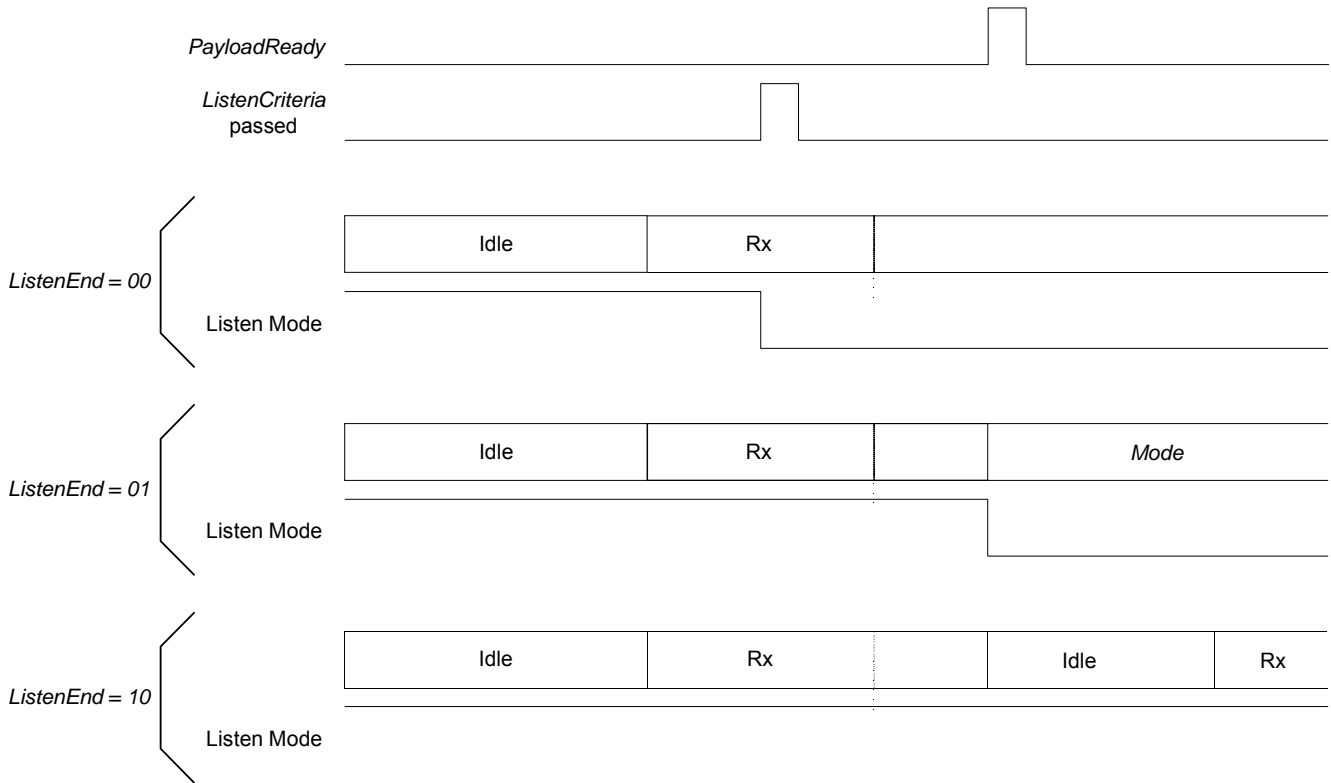 PayloadReady
ListenCriteria
passed
Idle
Rx
ListenEnd = 00
Listen Mode
Idle
Rx
Mode
ListenEnd = 01
Listen Mode
Idle
Rx
Idle
Rx
ListenEnd = 10
Listen Mode